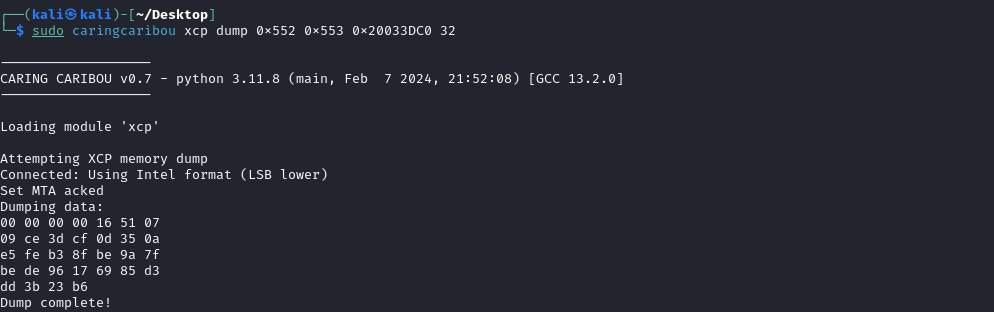 ┌──(kali㉿kali)-[~/Desktop]
└─$ sudo caringcaribou xcp dump 0×552 0×553 0×20033DC0 32
-------------------
CARING CARIBOU v0.7 - python 3.11.8 (main, Feb  7 2024, 21:52:08) [GCC 13.2.0]
-------------------
Loading module 'xcp'
Attempting XCP memory dump
Connected: Using Intel format (LSB lower)
Set MTA acked
Dumping data:
00 00 00 00 16 51 07
09 ce 3d cf 0d 35 0a
e5 fe b3 8f be 9a 7f
be de 96 17 69 85 d3
dd 3b 23 b6
Dump complete!